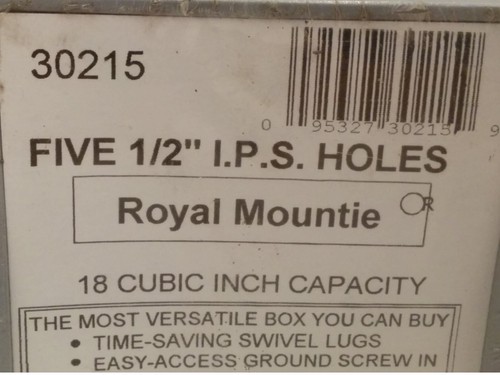 30215
0 95327 30215 9
FIVE 1/2" I.P.S. HOLES
Royal Mountie ®
18 CUBIC INCH CAPACITY
THE MOST VERSATILE BOX YOU CAN BUY
• TIME-SAVING SWIVEL LUGS
• EASY-ACCESS GROUND SCREW IN